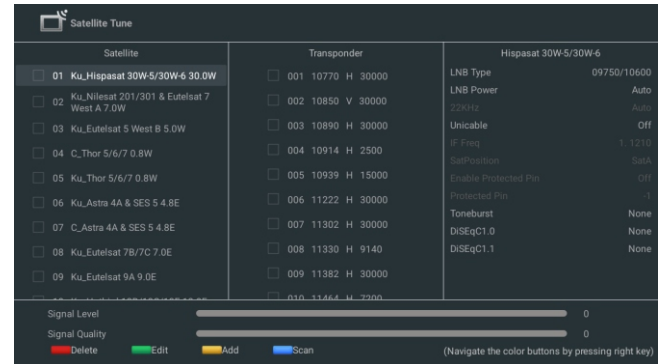 Satellite Tune
Satellite
01 Ku_Hispasat 30W-5/30W-6 30.0W
02 Ku_Nilesat 201/301 & Eutelsat 7
West A 7.0W
03 Ku_Eutelsat 5 West B 5.0W
04 C_Thor 5/6/7 0.8W
05 Ku_Thor 5/6/7 0.8W
06 Ku_Astra 4A & SES 5 4.8E
07 C_Astra 4A & SES 5 4.8E
08 Ku_Eutelsat 7B/7C 7.0E
09 Ku_Eutelsat 9A 9.0E
Transponder
001 10770 H 30000
002 10850 V 30000
003 10890 H 30000
004 10914 H 2500
005 10939 H 15000
006 11222 H 30000
007 11302 H 30000
008 11330 H 9140
009 11382 H 30000
010 11464 H 7200
Hispasat 30W-5/30W-6
LNB Type 09750/10600
LNB Power Auto
22KHz Auto
Unicable Off
IF Freq 1: 1210
SatPosition SatA
Enable Protected Pin Off
Protected Pin -1
Toneburst None
DiSEqC1.0 None
DiSEqC1.1 None
Signal Level 0
Signal Quality 0
Delete Edit Add Scan (Navigate the color buttons by pressing right key)